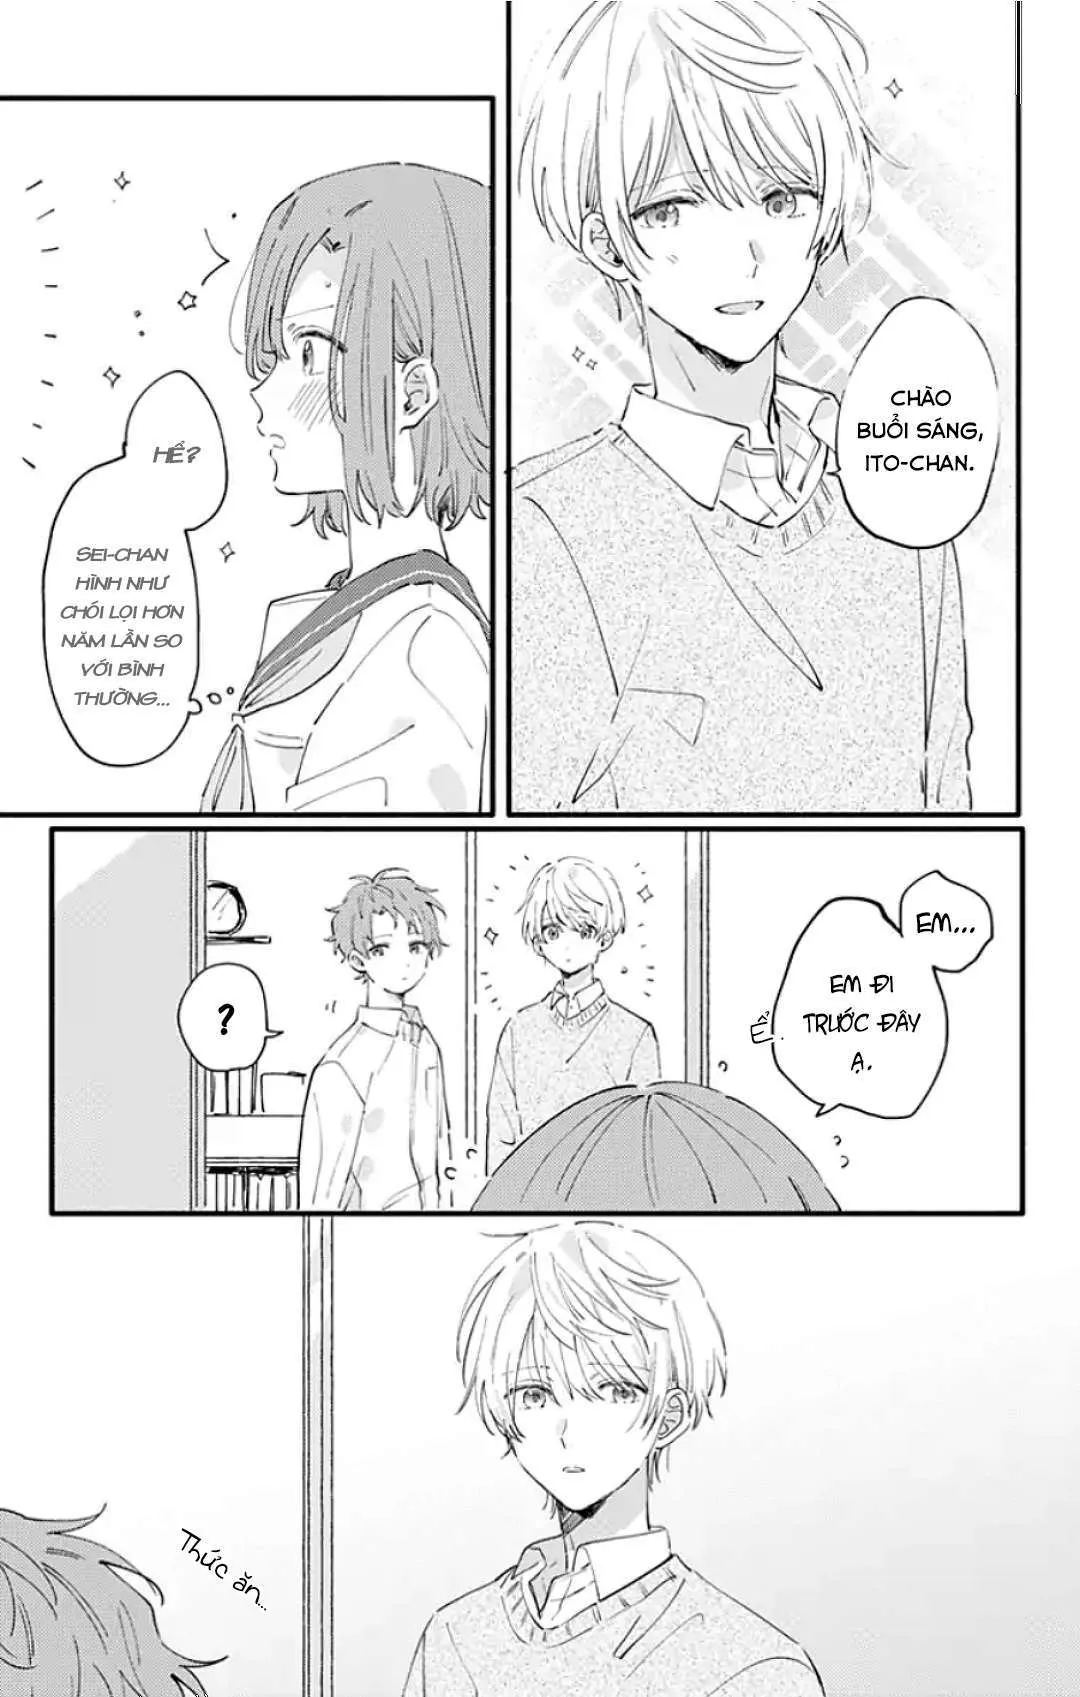 CHÀO
BUỔI SÁNG,
ITO-CHAN.
HỂ?
SEI-CHAN
HÌNH NHƯ
CHÓI LỌI HƠN
NĂM LẦN SO
VỚI BÌNH
THƯỜNG...
EM...
EM ĐI
TRƯỚC ĐÂY
Ạ.
Ể.
?
Thức ăn...